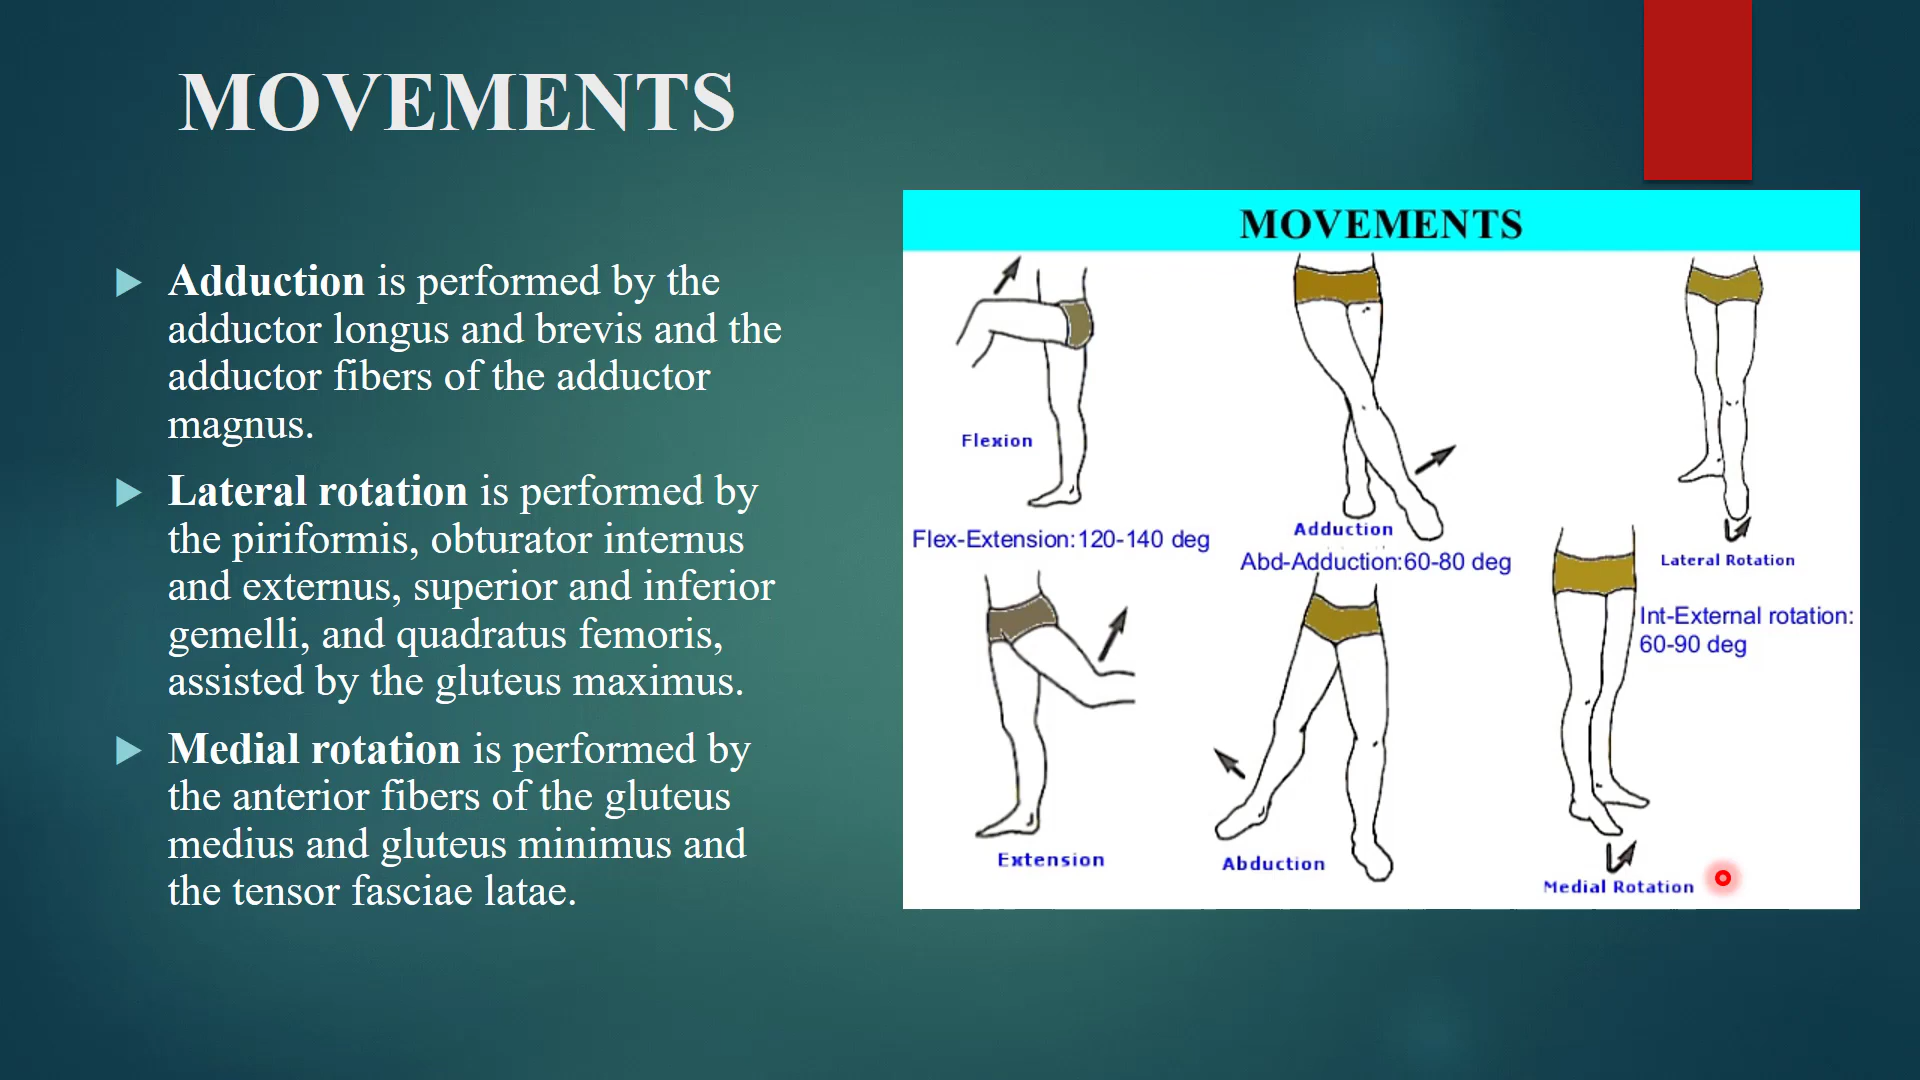 MOVEMENTS
Adduction is performed by the
adductor longus and brevis and the
adductor fibers of the adductor
magnus.
Lateral rotation is performed by
the piriformis, obturator internus
and externus, superior and inferior
gemelli, and quadratus femoris,
assisted by the gluteus maximus.
Medial rotation is performed by
the anterior fibers of the gluteus
medius and gluteus minimus and
the tensor fasciae latae.
MOVEMENTS
Flexion
Flex-Extension:120-140 deg
Adduction
Abd-Adduction:60-80 deg
Lateral Rotation
Int-External rotation:
60-90 deg
Extension
Abduction
Medial Rotation